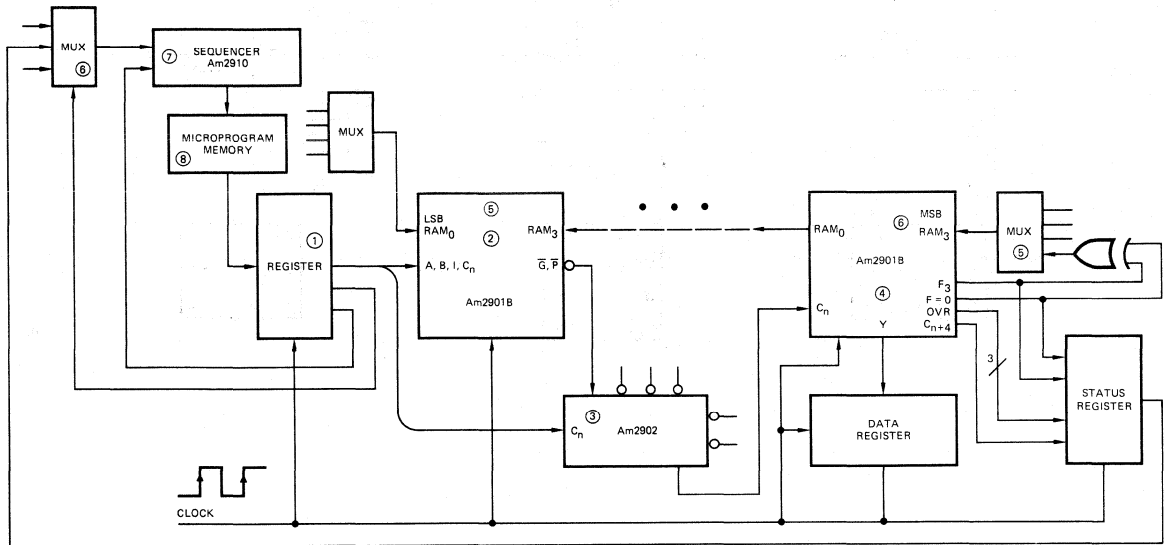 MUX
⑥
⑦
SEQUENCER
Am2910
MICROPROGRAM
MEMORY
⑧
MUX
①
REGISTER
LSB
RAM0
⑤
②
RAM3
A, B, I, Cn
G̅, P̅
Am2901B
③
Cn
Am2902
RAM0
⑥
MSB
RAM3
Am2901B
④
Cn
F3
F = 0
OVR
Cn+4
Y
MUX
⑤
3
DATA
REGISTER
STATUS
REGISTER
CLOCK